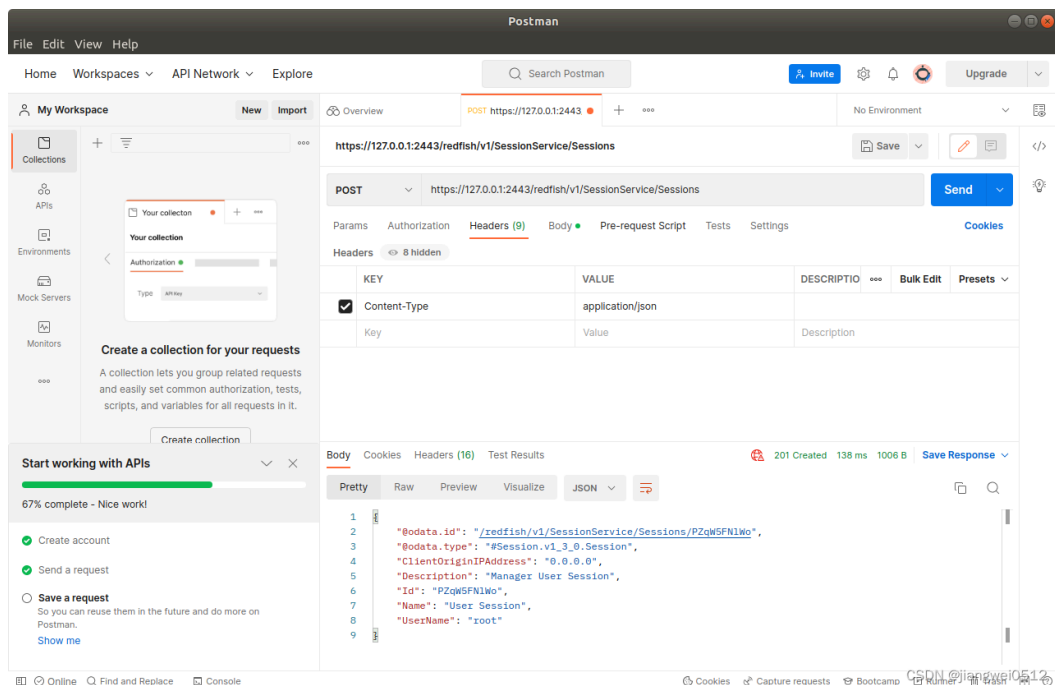 Postman
File Edit View Help
Home Workspaces API Network Explore Search Postman Invite Upgrade
My Workspace New Import Overview POST https://127.0.0.1:2443 No Environment
Collections
APIs
Environments
Mock Servers
Monitors
Your collecton
Your collection
Authorization
Type API Key
Create a collection for your requests
A collection lets you group related requests
and easily set common authorization, tests,
scripts, and variables for all requests in it.
Create collection
Start working with APIs
67% complete - Nice work!
Create account
Send a request
Save a request
So you can reuse them in the future and do more on
Postman.
Show me
https://127.0.0.1:2443/redfish/v1/SessionService/Sessions Save
POST https://127.0.0.1:2443/redfish/v1/SessionService/Sessions Send
Params Authorization Headers (9) Body Pre-request Script Tests Settings Cookies
Headers 8 hidden
KEY VALUE DESCRIPTIO Bulk Edit Presets
Content-Type application/json
Key Value Description
Body Cookies Headers (16) Test Results 201 Created 138 ms 1006 B Save Response
Pretty Raw Preview Visualize JSON
1 {
2 "@odata.id": "/redfish/v1/SessionService/Sessions/PZqW5FNlWo",
3 "@odata.type": "#Session.v1_3_0.Session",
4 "ClientOriginIPAddress": "0.0.0.0",
5 "Description": "Manager User Session",
6 "Id": "PZqW5FNlWo",
7 "Name": "User Session",
8 "UserName": "root"
9 }
Online Find and Replace Console Cookies Capture requests Bootcamp Runner Trash
CSDN @jiangwei0512